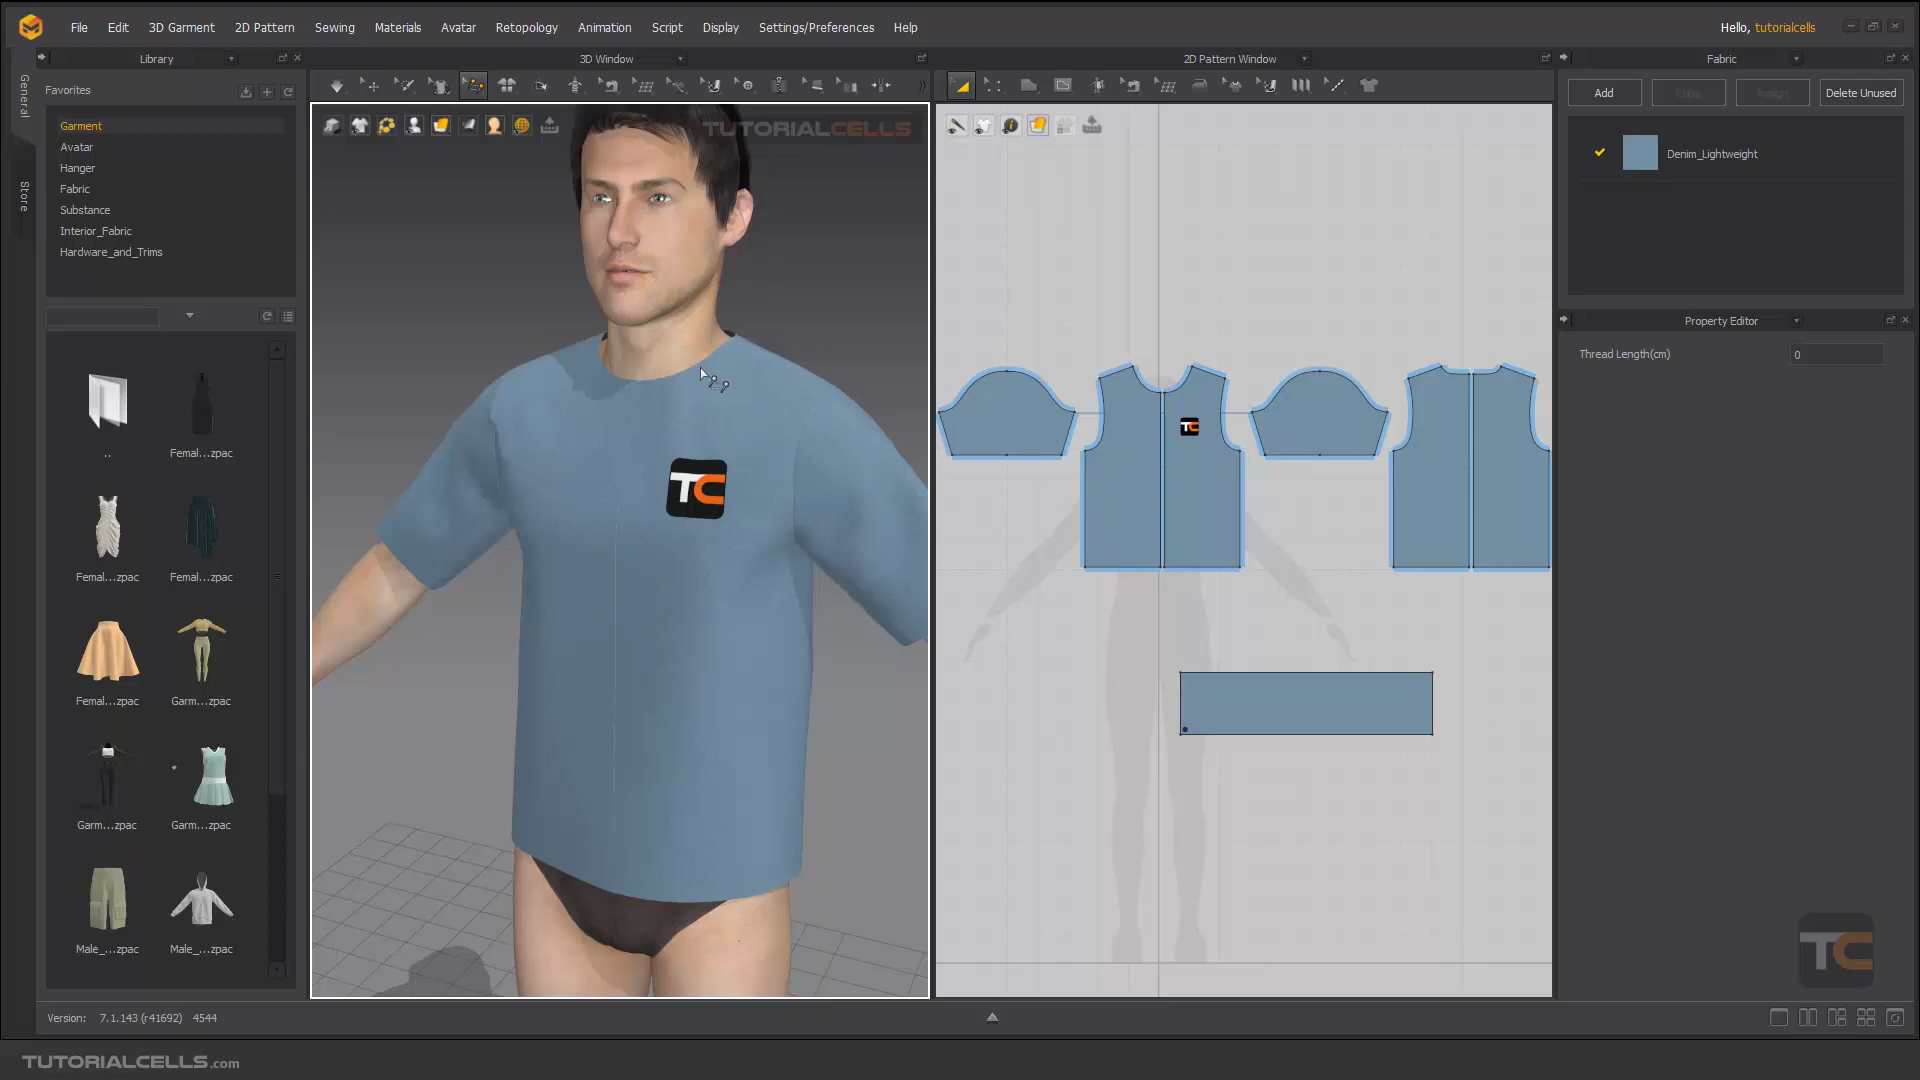 File Edit 3D Garment 2D Pattern Sewing Materials Avatar Retopology Animation Script Display Settings/Preferences Help
Hello, tutorialcells
Library
3D Window
2D Pattern Window
Fabric
General
Store
Favorites
Garment
Avatar
Hanger
Fabric
Substance
Interior_Fabric
Hardware_and_Trims
..
Femal...zpac
Femal...zpac
Femal...zpac
Femal...zpac
Garm...zpac
Garm...zpac
Garm...zpac
Male_...zpac
Male_...zpac
TUTORIALCELLS
TC
TC
Add Copy Assign Delete Unused
Denim_Lightweight
Property Editor
Thread Length(cm) 0
TC
Version: 7.1.143 (r41692) 4544
TUTORIALCELLS.com